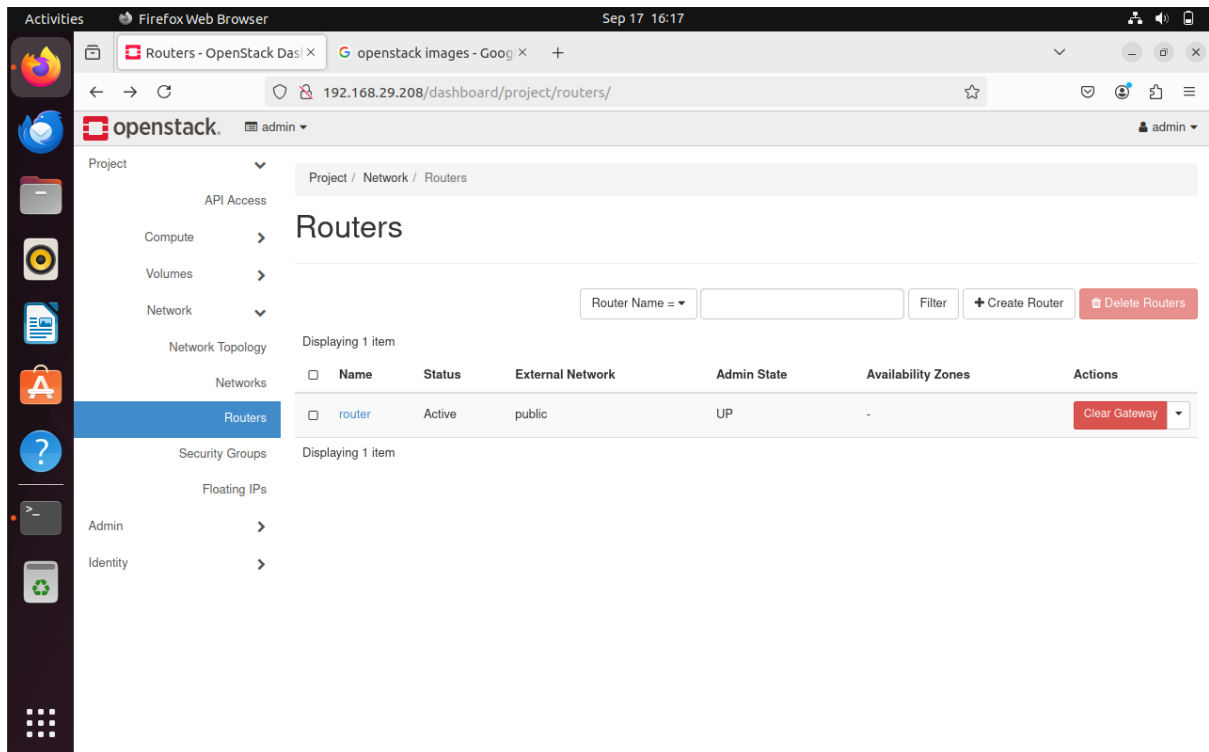 Activities Firefox Web Browser Sep 17 16:17
Routers - OpenStack Das openstack images - Goog
192.168.29.208/dashboard/project/routers/
openstack. admin admin
Project
Project / Network / Routers
API Access
Routers
Compute
Volumes
Router Name = Filter Create Router Delete Routers
Network
Displaying 1 item
Network Topology
Name Status External Network Admin State Availability Zones Actions
Networks
router Active public UP - Clear Gateway
Routers
Displaying 1 item
Security Groups
Floating IPs
Admin
Identity